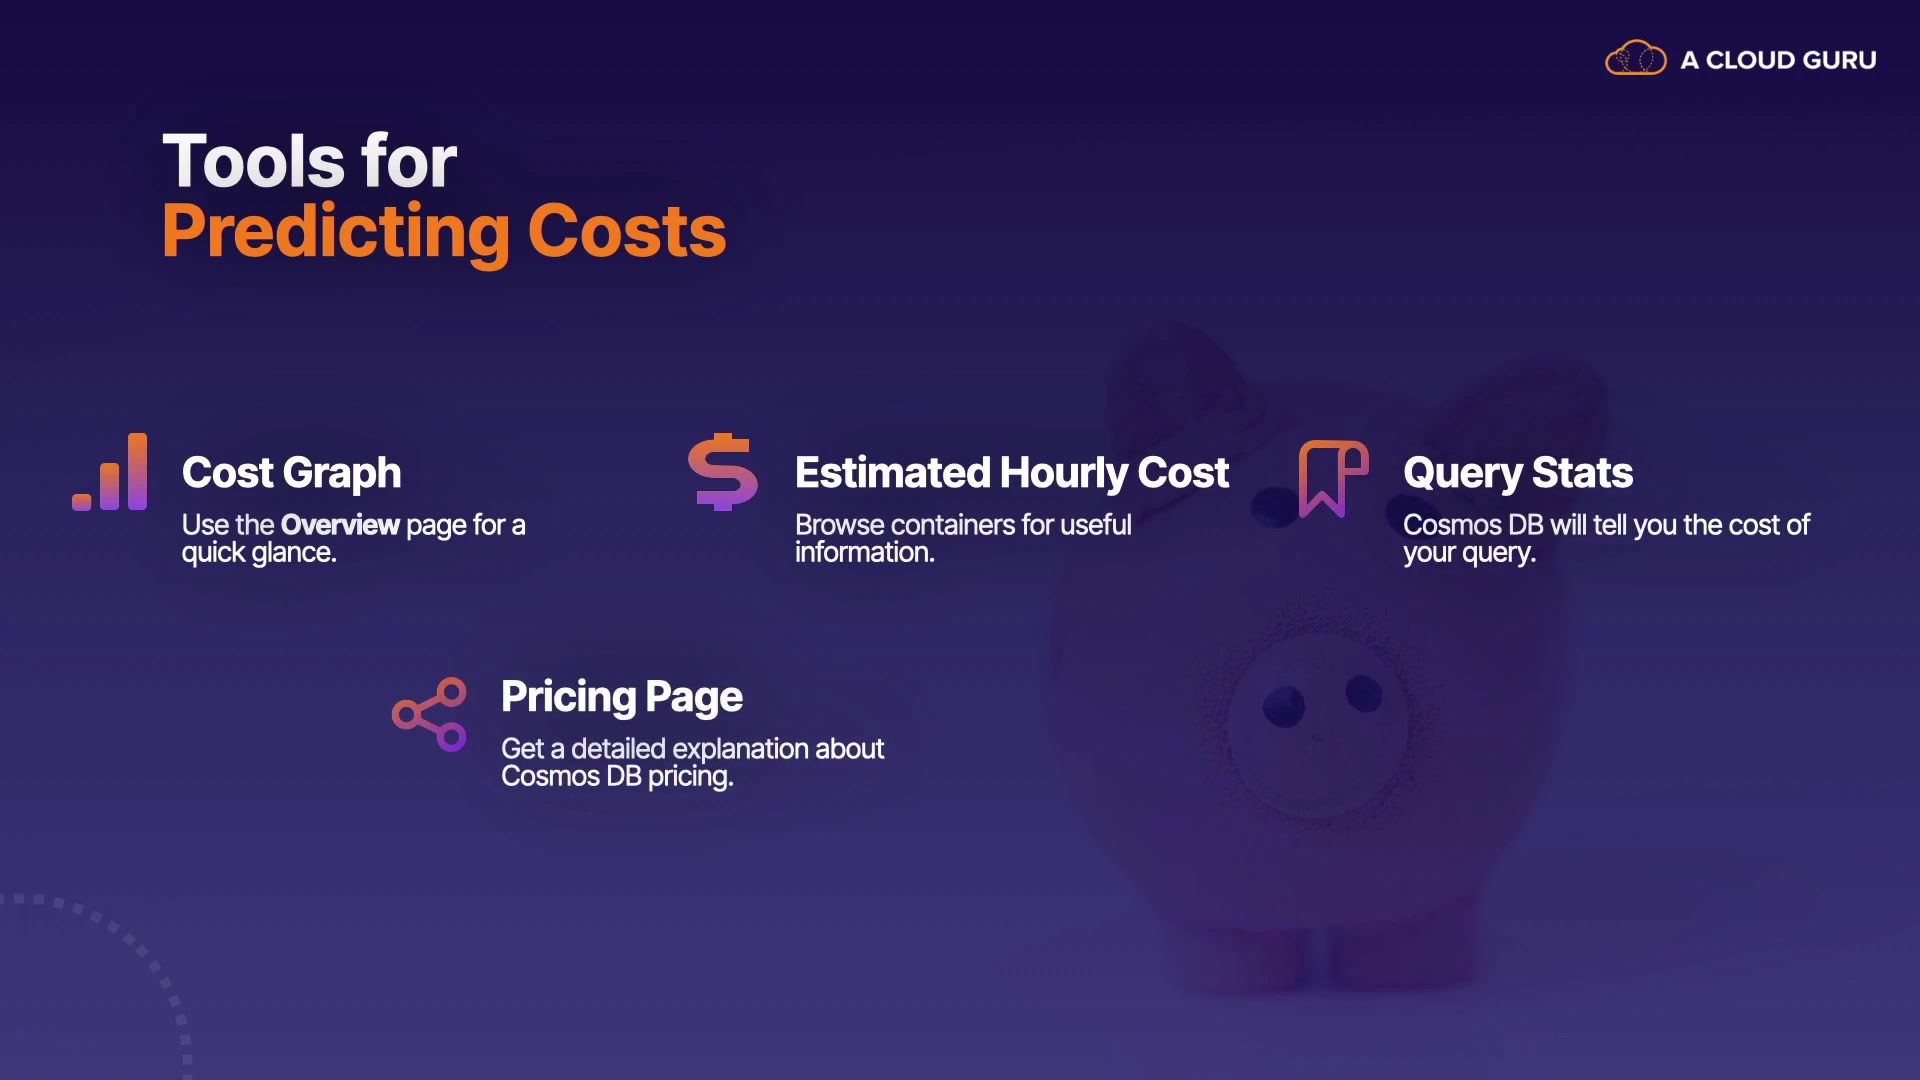 A CLOUD GURU
Tools for
Predicting Costs
Cost Graph
Use the Overview page for a
quick glance.
Estimated Hourly Cost
Browse containers for useful
information.
Query Stats
Cosmos DB will tell you the cost of
your query.
Pricing Page
Get a detailed explanation about
Cosmos DB pricing.